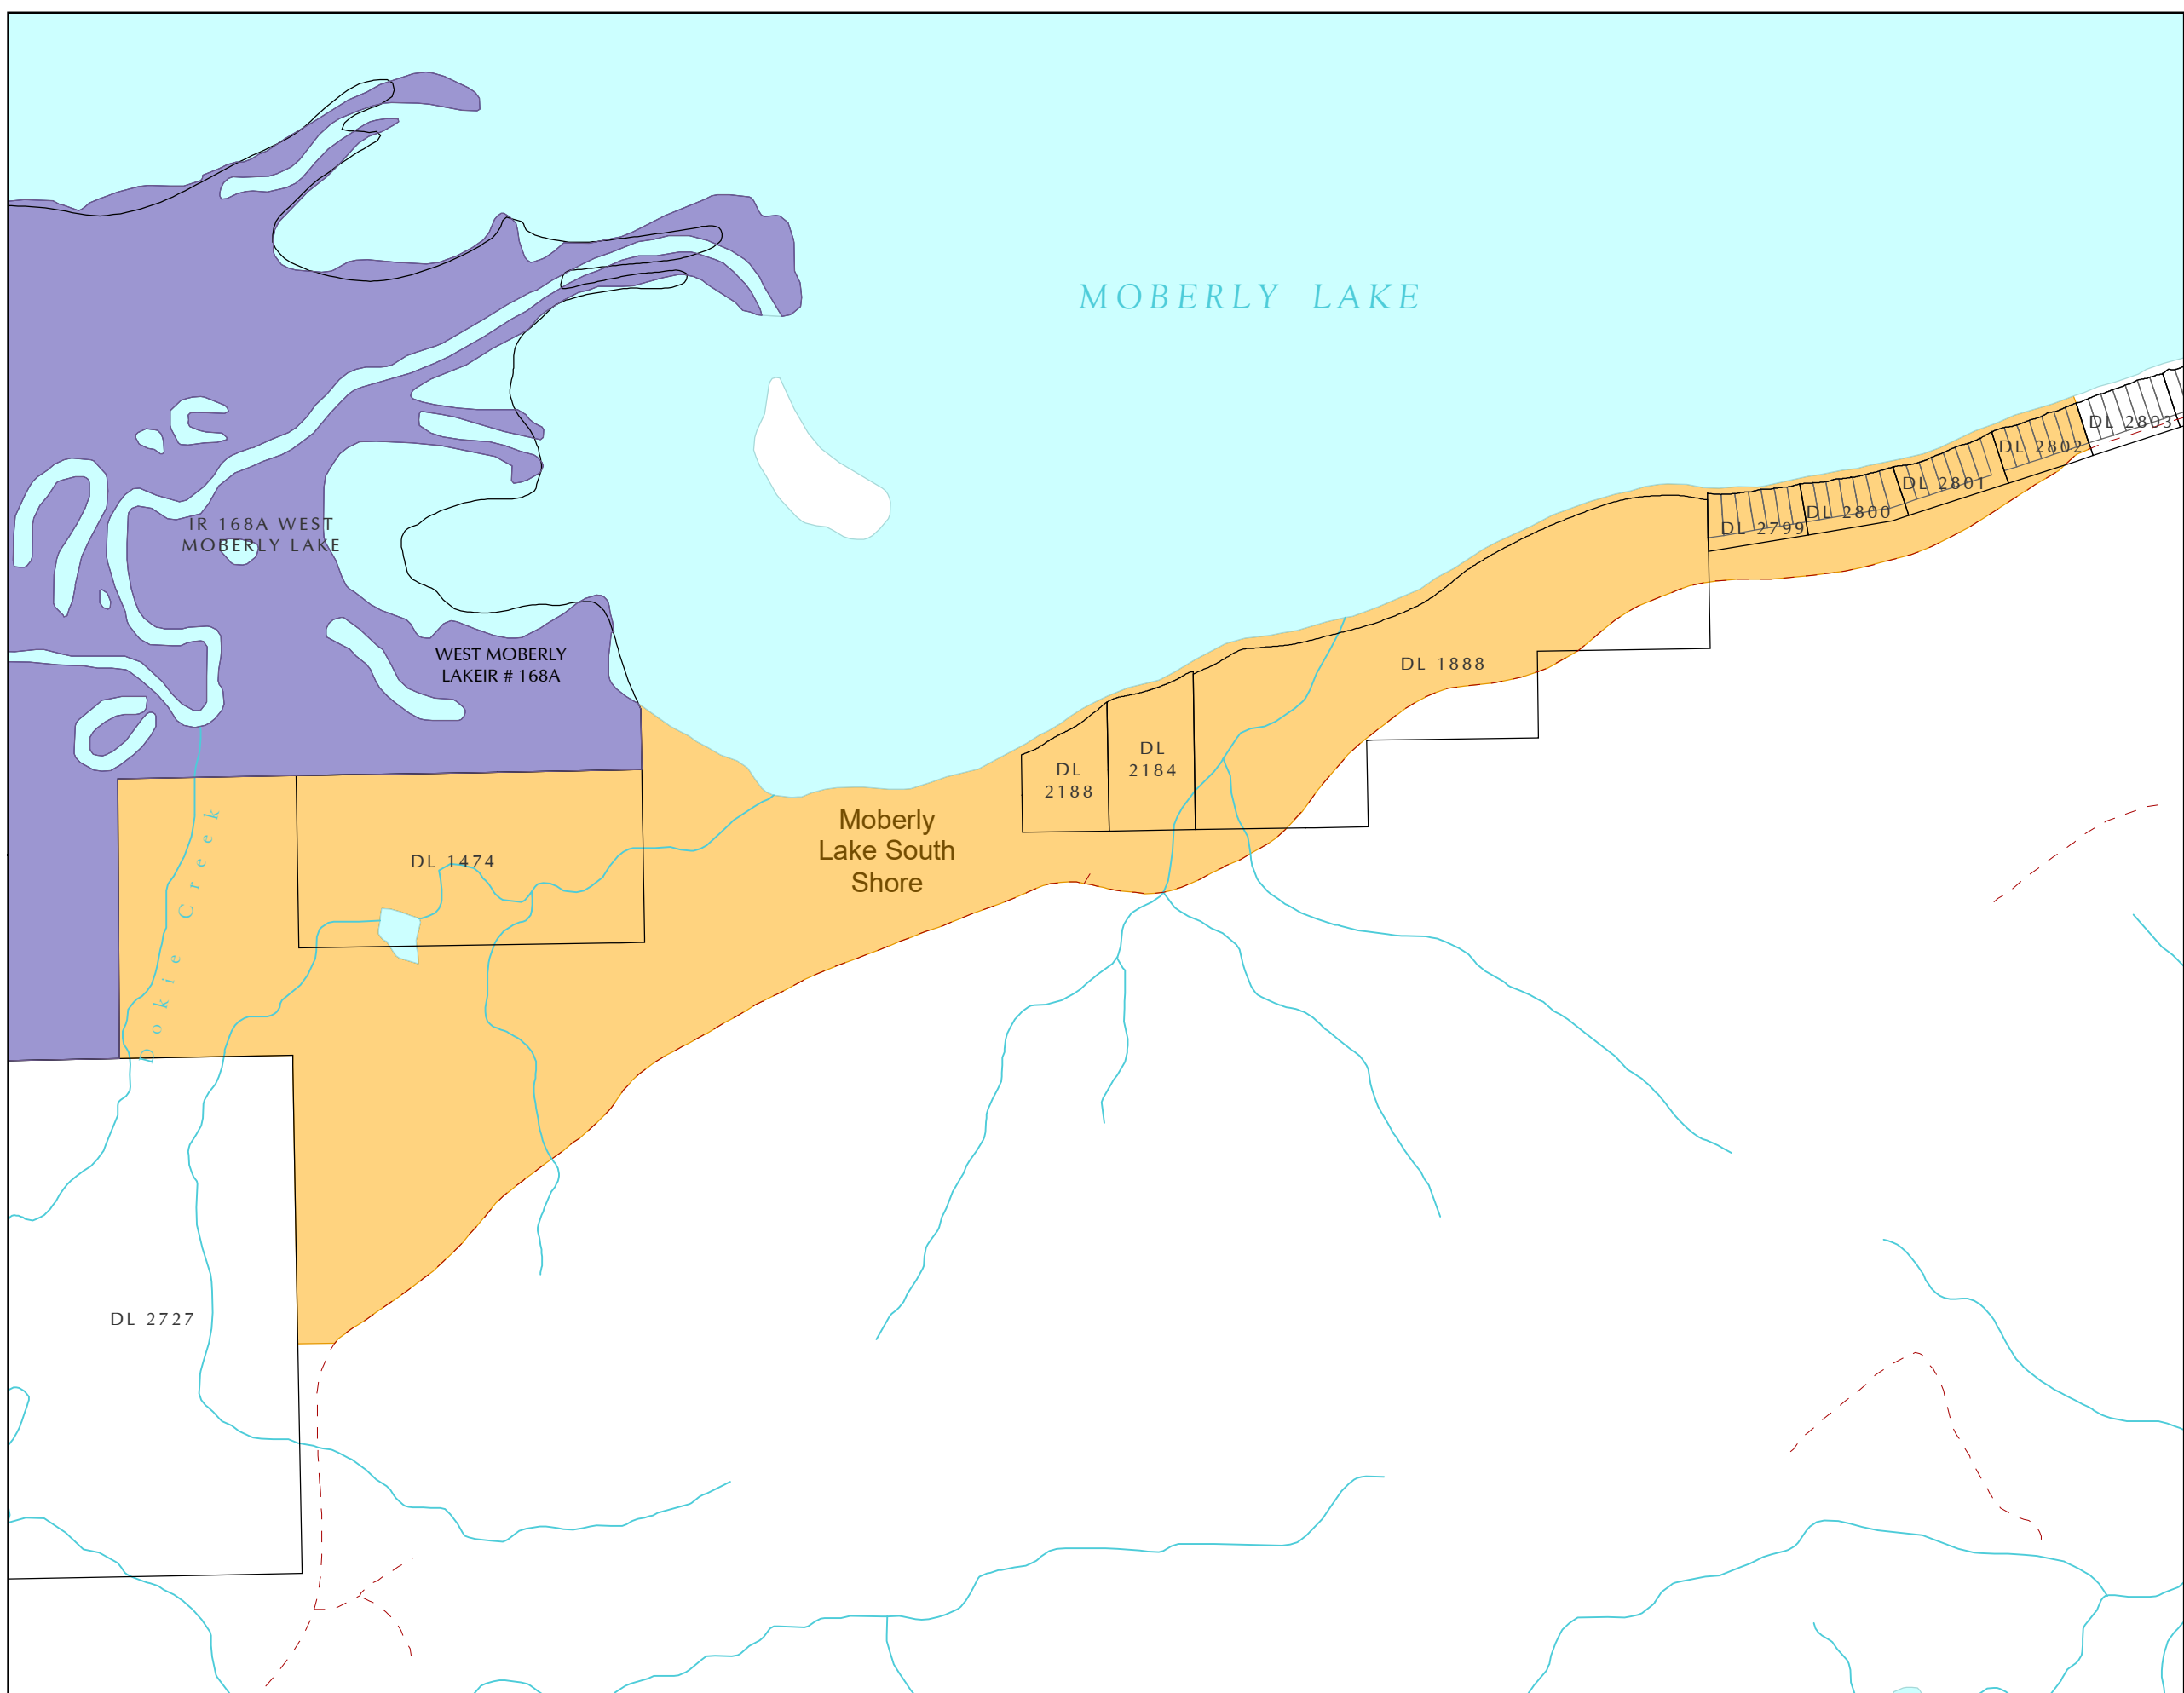 MOBERLY LAKE
DL 2803
DL 2802
DL 2801
DL 2800
DL 2799
IR 168A WEST
MOBERLY LAKE
WEST MOBERLY
LAKEIR # 168A
DL 1888
DL
2184
DL
2188
Moberly
Lake South
Shore
DL 1474
Dokie Creek
DL 2727